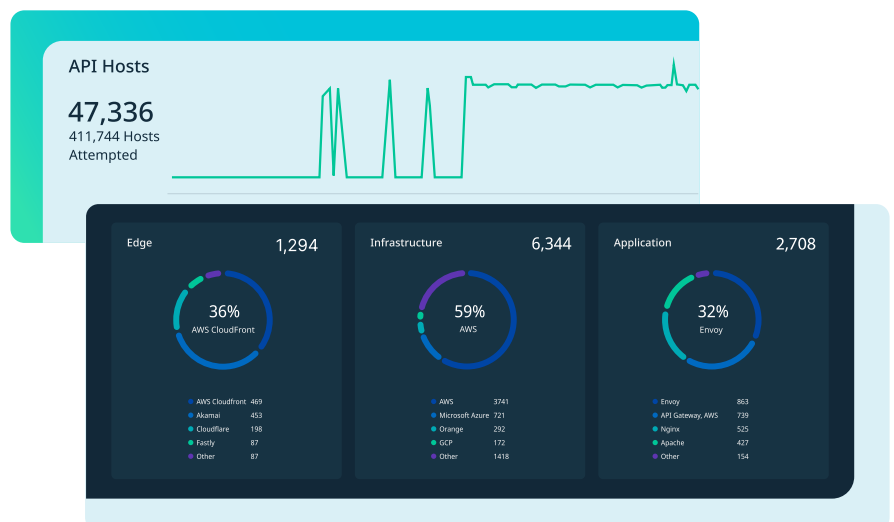 API Hosts
47,336
411,744 Hosts
Attempted
Edge 1,294
36%
AWS CloudFront
AWS Cloudfront 469
Akamai 453
Cloudflare 198
Fastly 87
Other 87
Infrastructure 6,344
59%
AWS
AWS 3741
Microsoft Azure 721
Orange 292
GCP 172
Other 1418
Application 2,708
32%
Envoy
Envoy 863
API Gateway, AWS 739
Nginx 525
Apache 427
Other 154